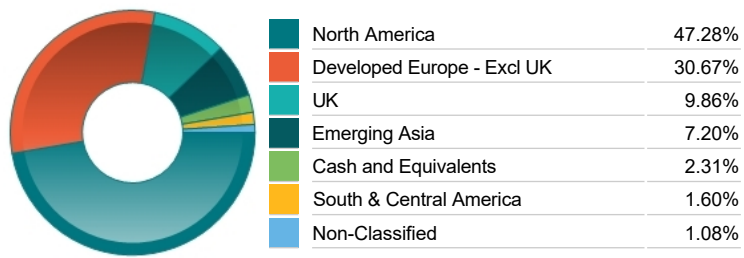 North America 47.28%
Developed Europe - Excl UK 30.67%
UK 9.86%
Emerging Asia 7.20%
Cash and Equivalents 2.31%
South & Central America 1.60%
Non-Classified 1.08%